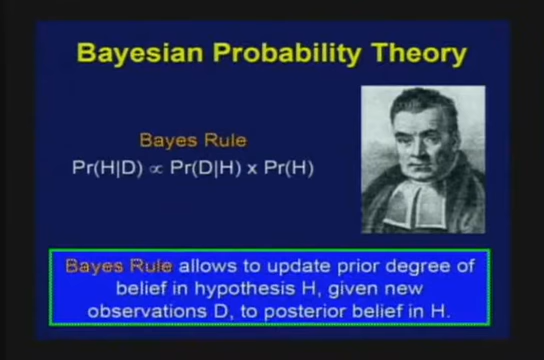 Bayesian Probability Theory
Bayes Rule
Pr(H|D) ∝ Pr(D|H) x Pr(H)
Bayes Rule allows to update prior degree of
belief in hypothesis H, given new
observations D, to posterior belief in H.